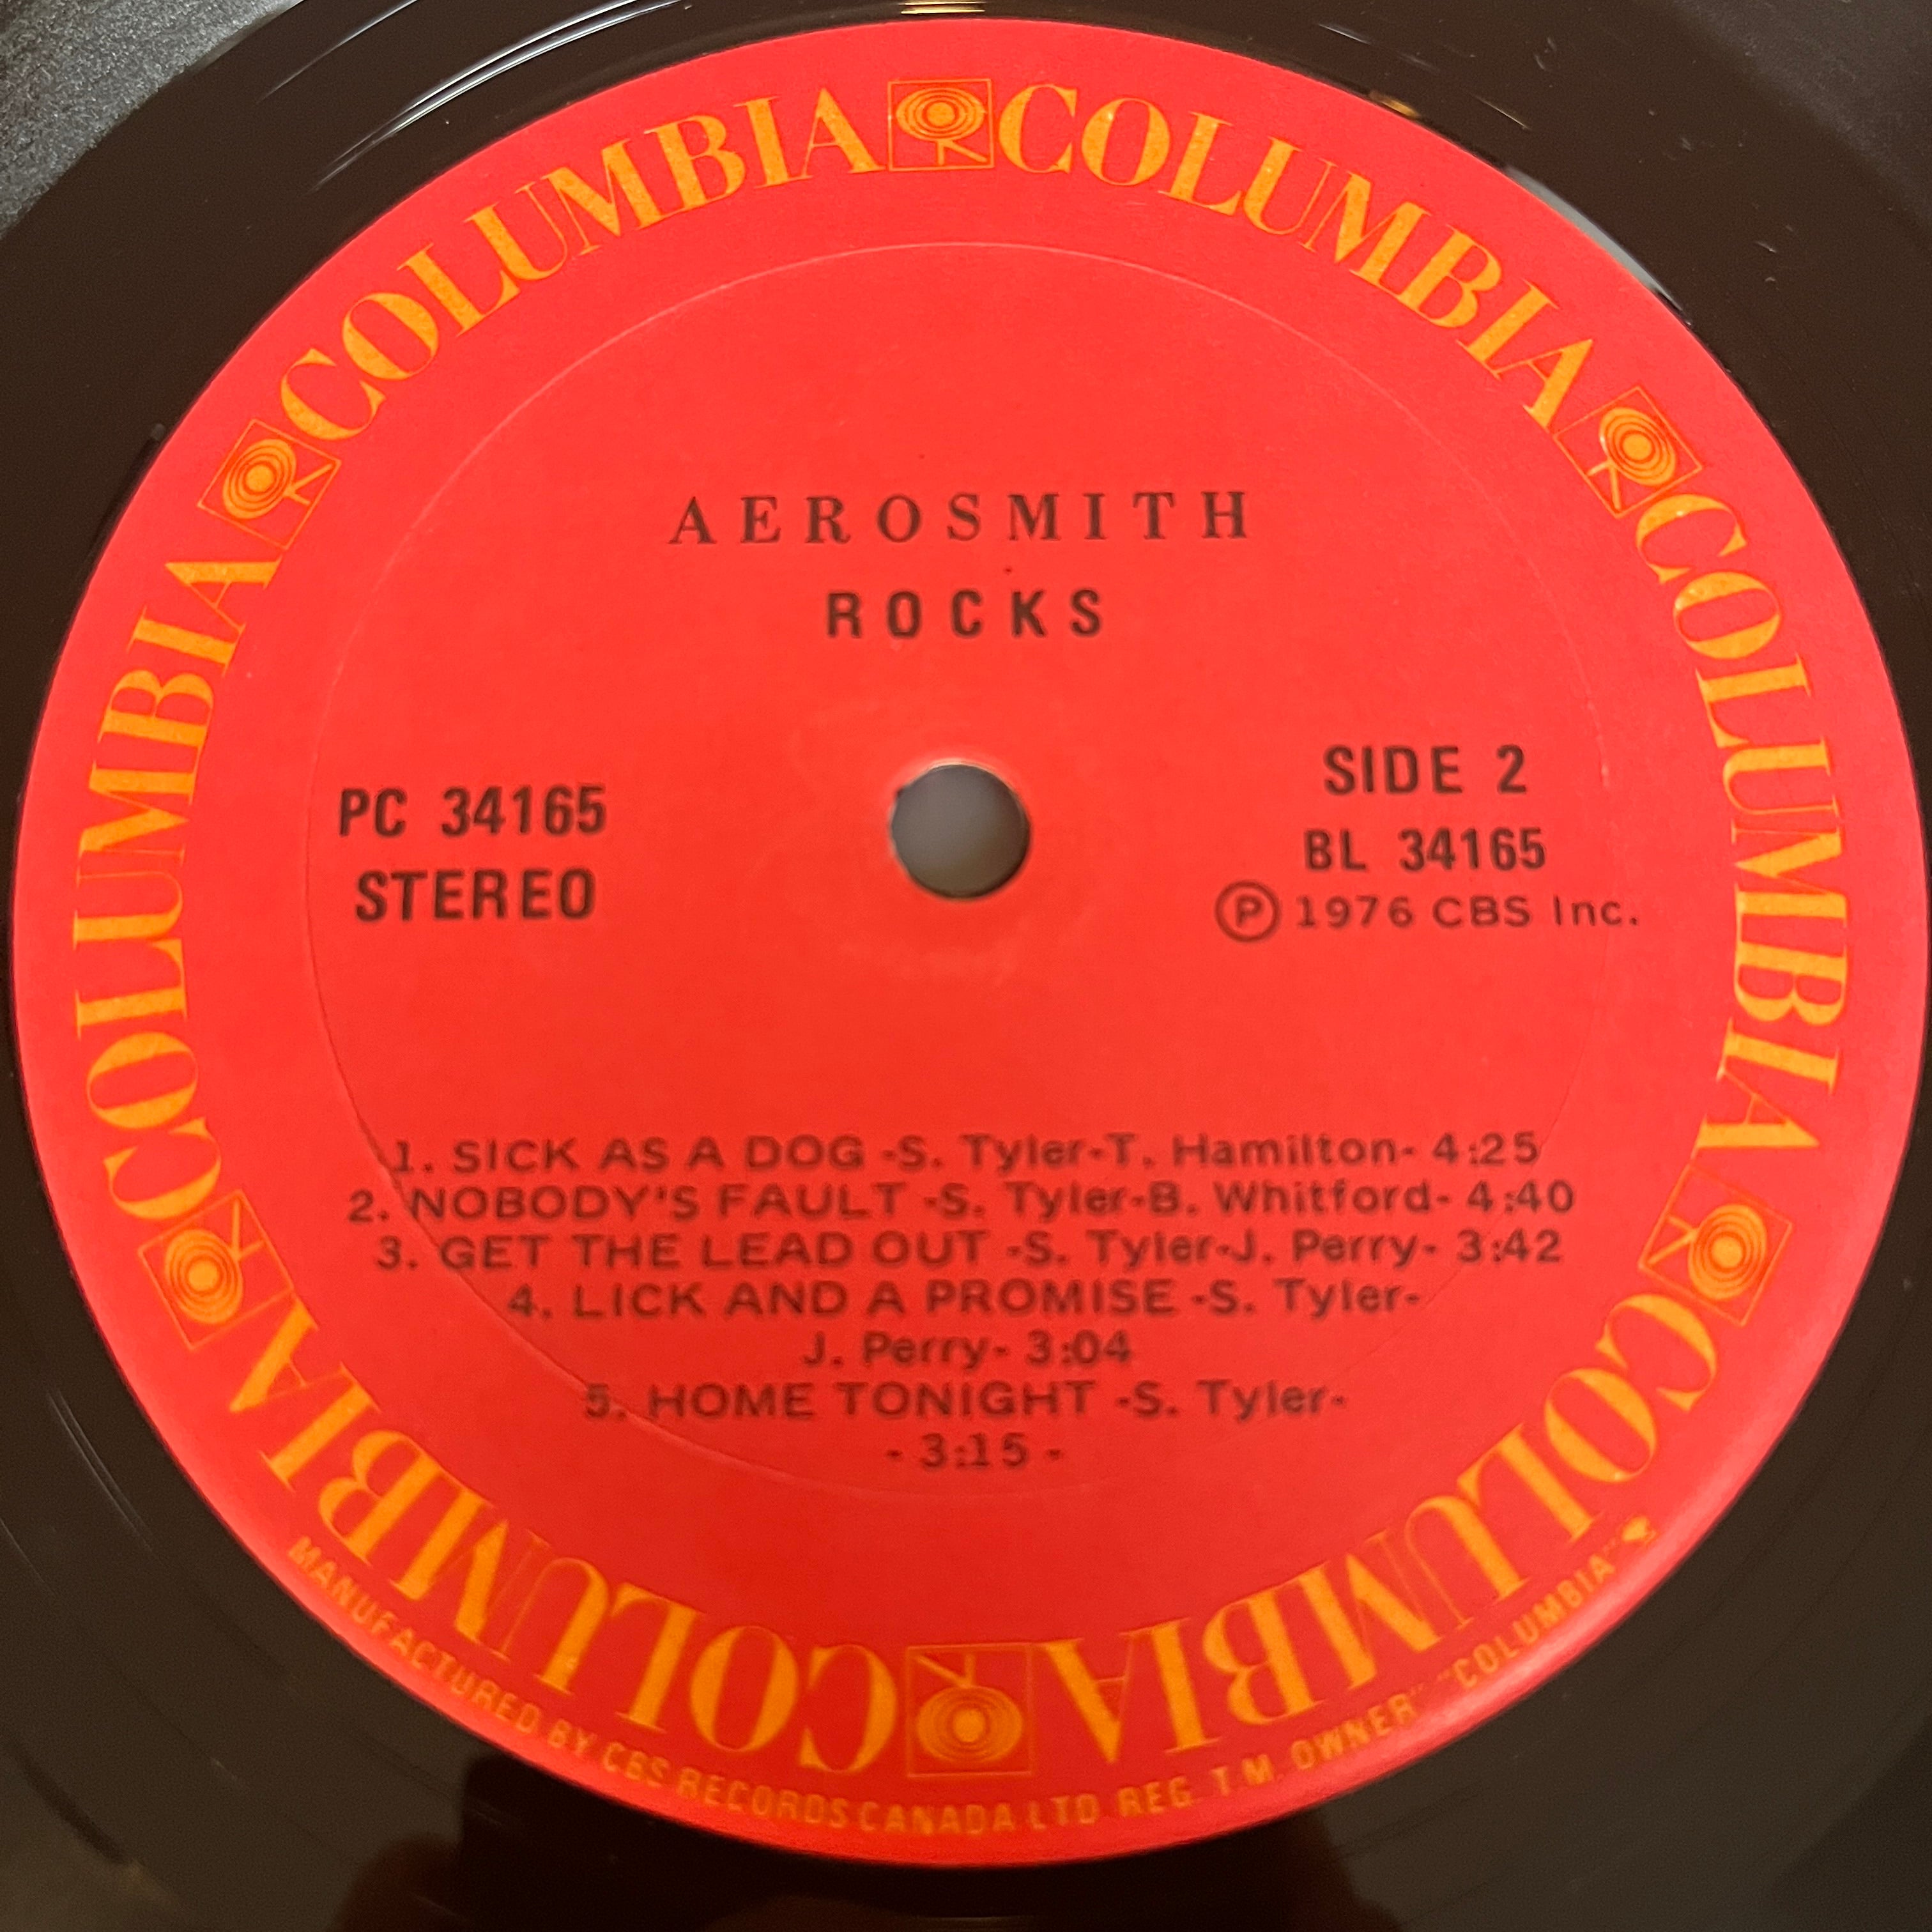 COLUMBIA COLUMBIA COLUMBIA COLUMBIA COLUMBIA COLUMBIA
AEROSMITH
ROCKS
PC 34165
STEREO
SIDE 2
BL 34165
Ⓟ 1976 CBS Inc.
1. SICK AS A DOG -S. Tyler-T. Hamilton- 4:25
2. NOBODY'S FAULT -S. Tyler-B. Whitford- 4:40
3. GET THE LEAD OUT -S. Tyler-J. Perry- 3:42
4. LICK AND A PROMISE -S. Tyler-
J. Perry- 3:04
5. HOME TONIGHT -S. Tyler-
- 3:15 -
MANUFACTURED BY CBS RECORDS CANADA LTD REG. T.M. OWNER" "COLUMBIA"